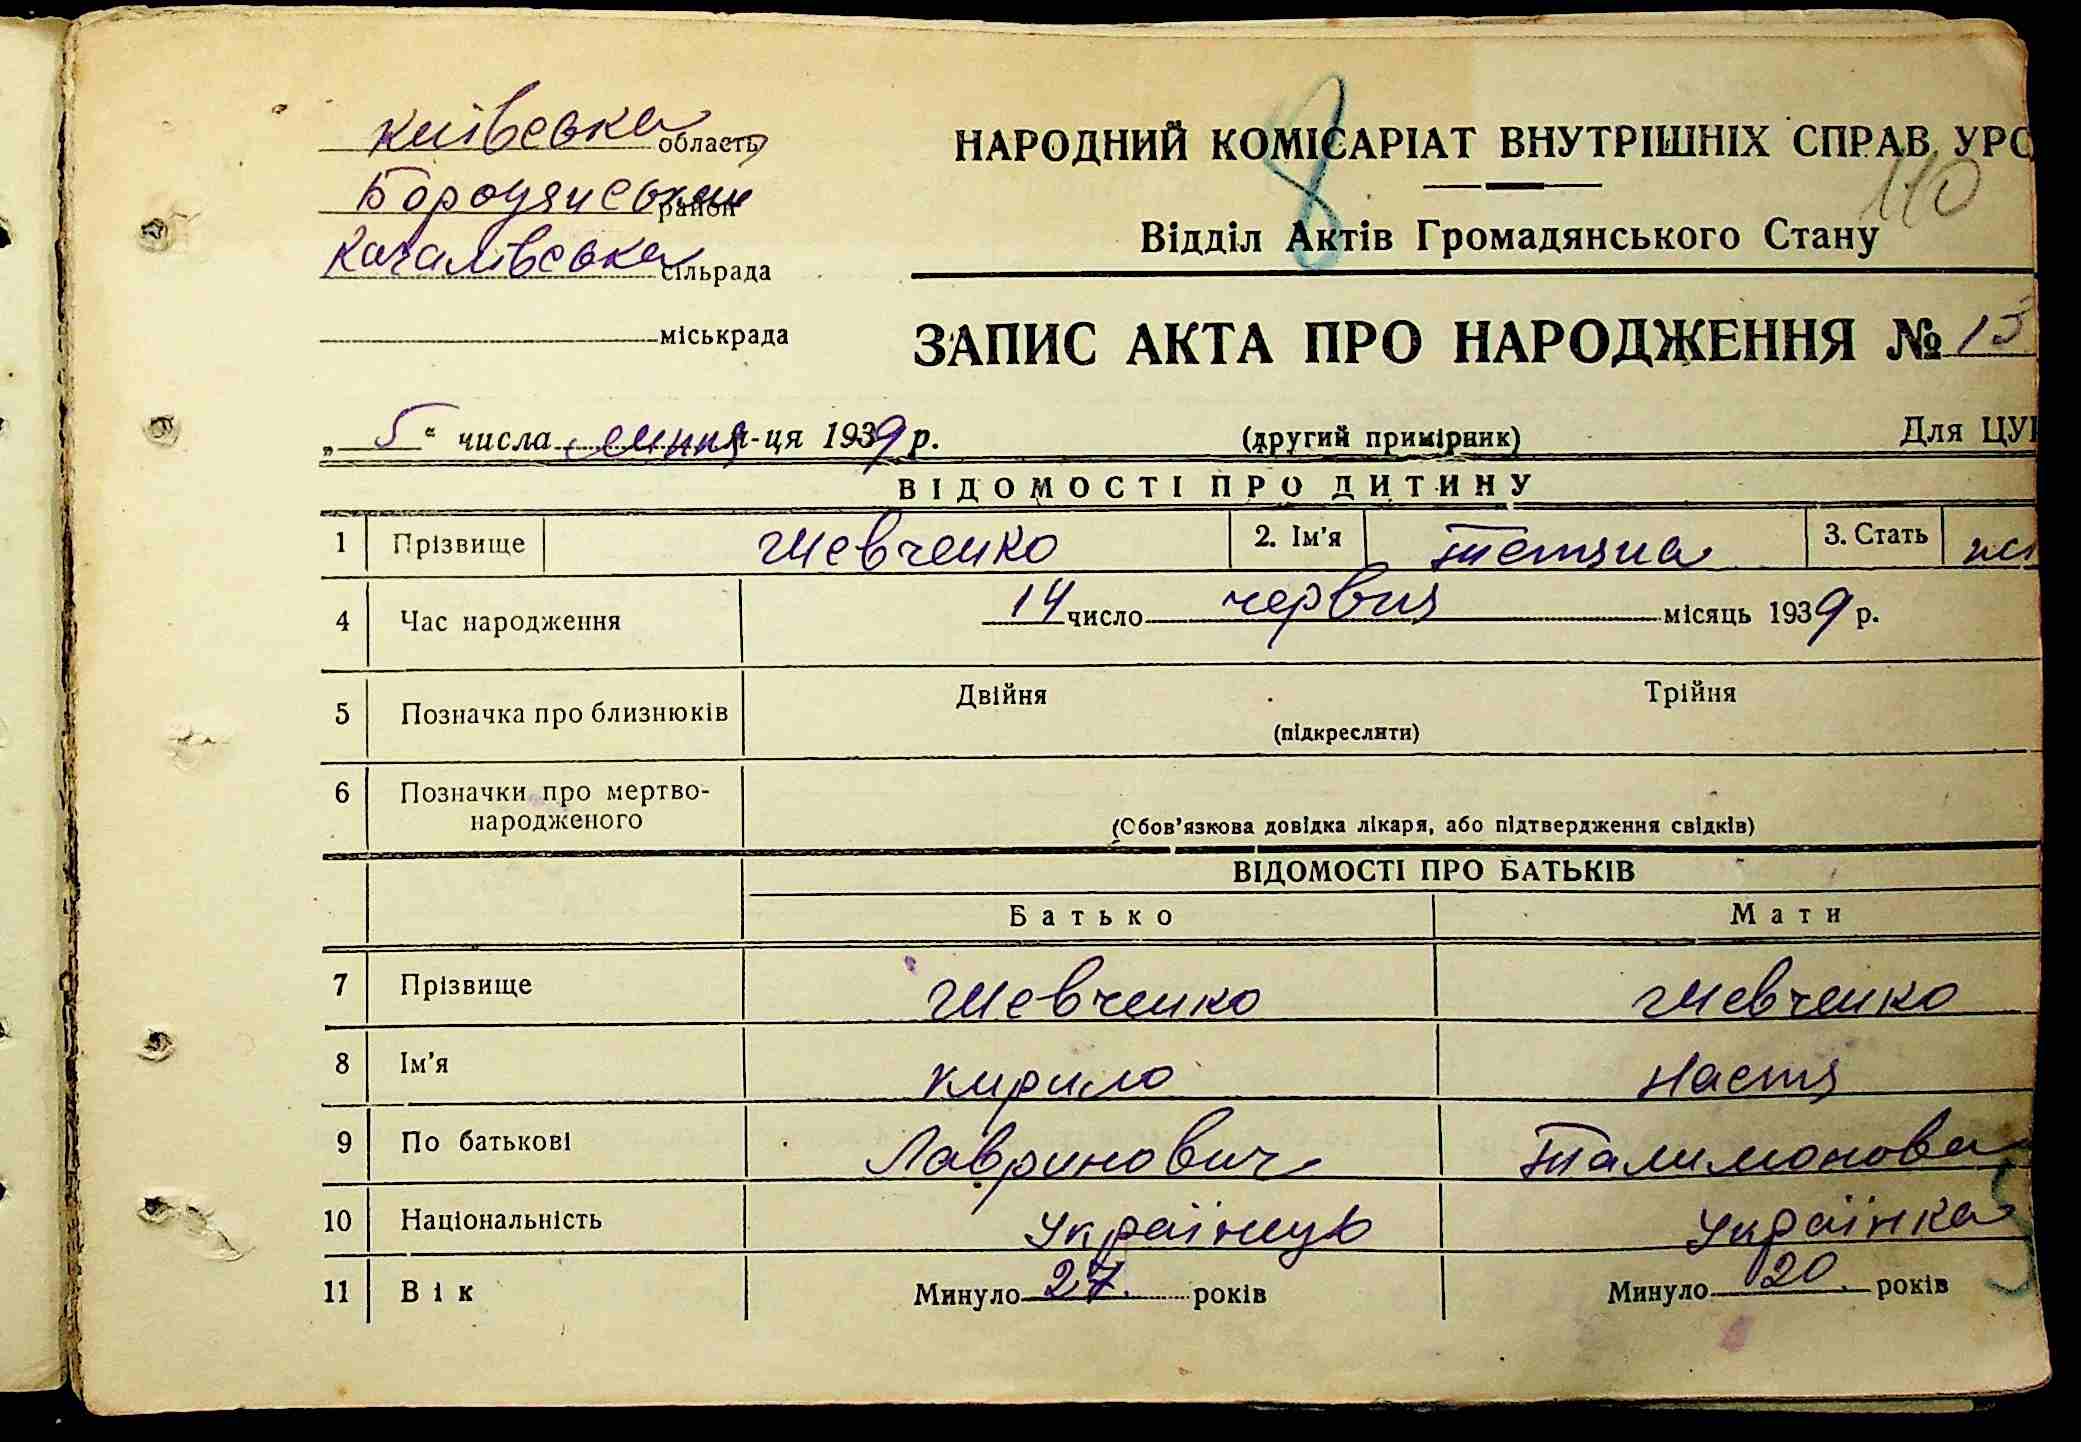 Київська область
Бородянський район
Качалівська сільрада
міськрада
8
НАРОДНИЙ КОМІСАРІАТ ВНУТРІШНІХ СПРАВ УРС
110
Відділ Актів Громадянського Стану
ЗАПИС АКТА ПРО НАРОДЖЕННЯ № 13
„ 5 “ числа м-ця 1939 р. (другий примірник) Для ЦУ
ВІДОМОСТІ ПРО ДИТИНУ
1 Прізвище Шевченко 2. Ім'я Тетяна 3. Стать
4 Час народження 14 число червня місяць 1939 р.
5 Позначка про близнюків Двійня Трійня
(підкреслити)
6 Позначки про мертво-
народженого (Обов'язкова довідка лікаря, або підтвердження свідків)
ВІДОМОСТІ ПРО БАТЬКІВ
Батько Мати
7 Прізвище Шевченко Шевченко
8 Ім'я Кирило Настя
9 По батькові Лавринович Талимонова
10 Національність Українець Українка
11 Вік Минуло 27 років Минуло 20 років